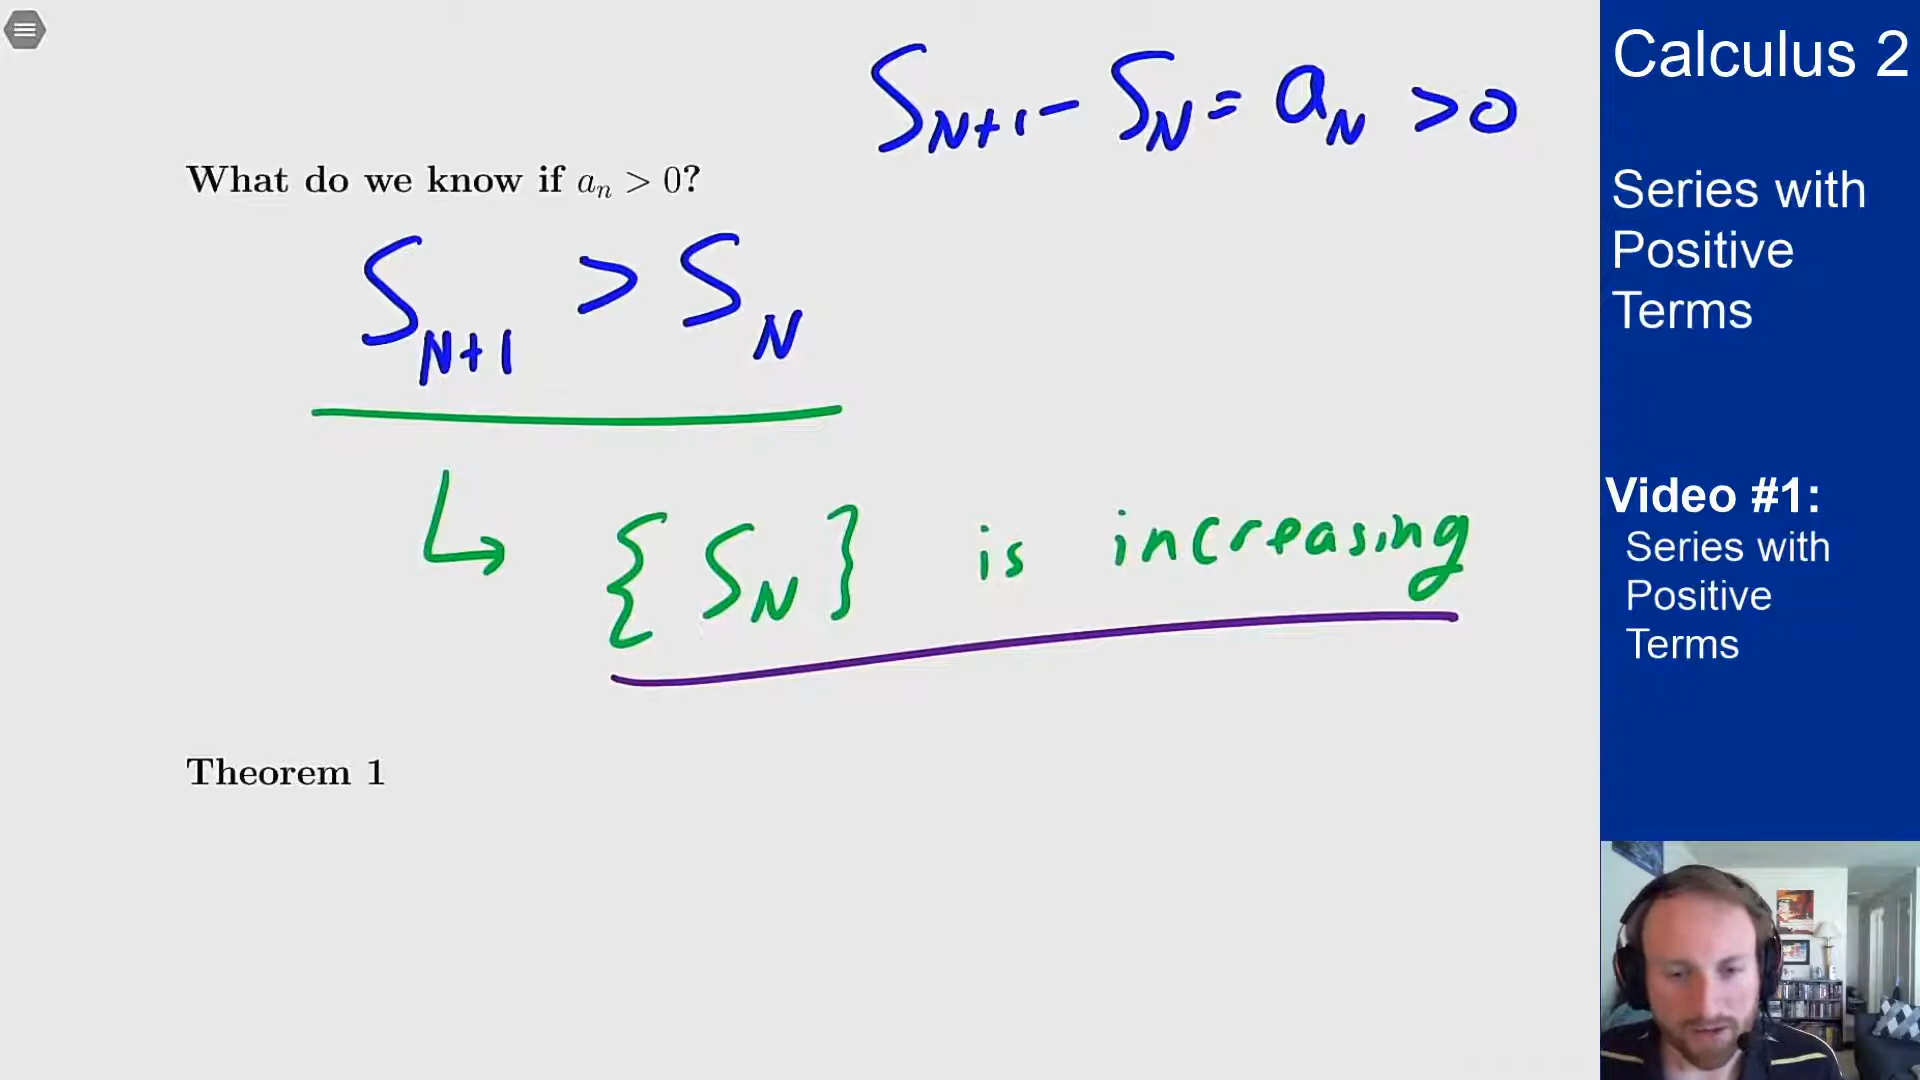 S_{N+1} - S_N = a_N > 0
What do we know if a_n > 0?
S_{N+1} > S_N
↳ {S_N} is increasing
Theorem 1
Calculus 2
Series with
Positive
Terms
Video #1:
Series with
Positive
Terms